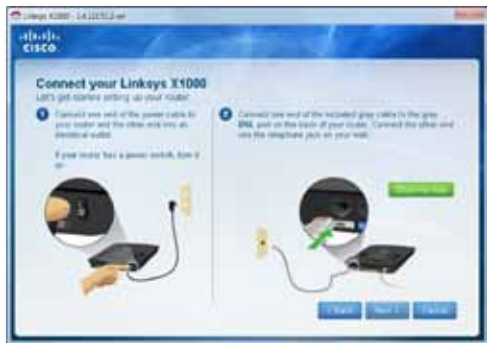 CISCO
Connect your Linksys X1000
Let's get started setting up your router.
1 Connect one end of the power cable to
your router and the other end into an
electrical outlet.
If your router has a power switch, turn it
on.
2 Connect one end of the included gray cable to the gray
DSL port on the back of your router. Connect the other end
into the telephone jack on your wall.
< Back
Next >
Cancel